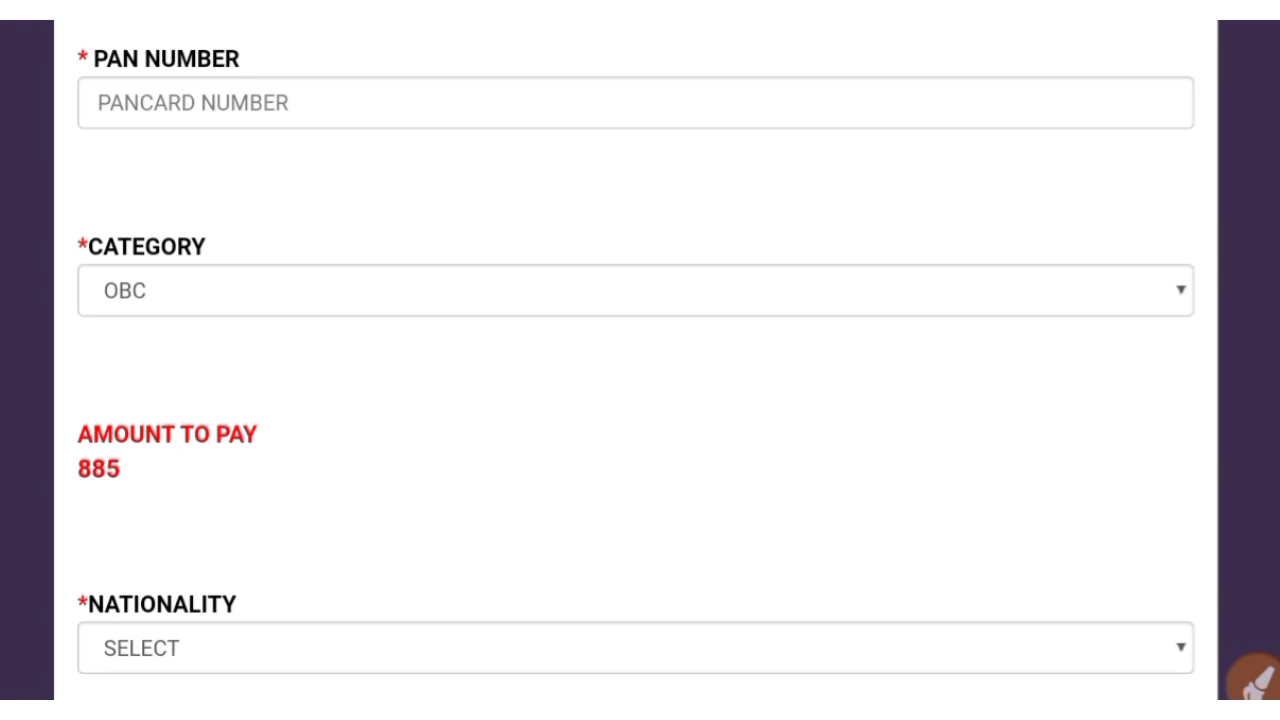 * PAN NUMBER
PANCARD NUMBER
*CATEGORY
OBC
AMOUNT TO PAY
885
*NATIONALITY
SELECT